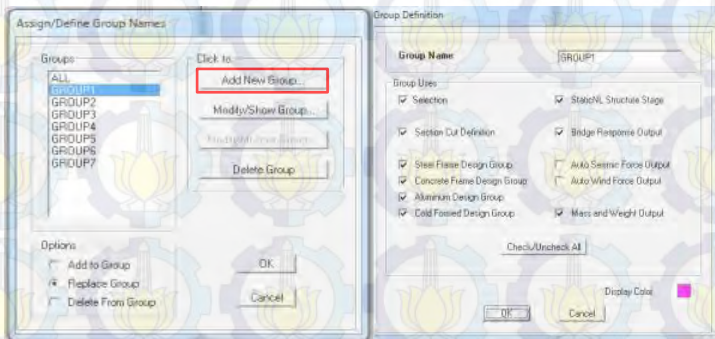 Assign/Define Group Names
Groups
ALL
GROUP1
GROUP2
GROUP3
GROUP4
GROUP5
GROUP6
GROUP7
Click to:
Add New Group...
Modify/Show Group...
Delete Group
Options
Add to Group
Replace Group
Delete From Group
OK
Cancel
Group Definition
Group Name
GROUP1
Group Uses
Selection
StaticNL Structure Stage
Section Cut Definition
Bridge Response Output
Steel Frame Design Group
Auto Seismic Force Output
Concrete Frame Design Group
Auto Wind Force Output
Aluminum Design Group
Cold Formed Design Group
Mass and Weight Output
Check/Uncheck All
Display Color
OK
Cancel